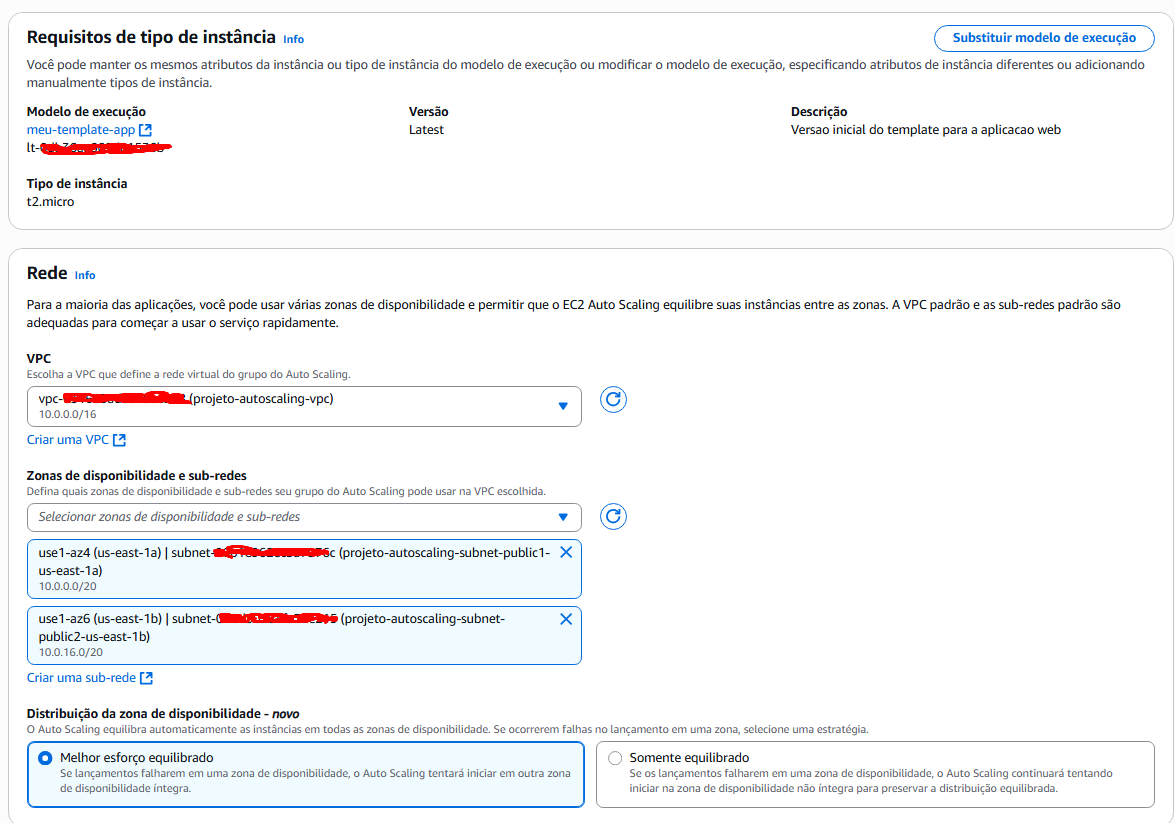 Requisitos de tipo de instância Info
Substituir modelo de execução
Você pode manter os mesmos atributos da instância ou tipo de instância do modelo de execução ou modificar o modelo de execução, especificando atributos de instância diferentes ou adicionando
manualmente tipos de instância.
Modelo de execução
meu-template-app
lt-
Versão
Latest
Descrição
Versao inicial do template para a aplicacao web
Tipo de instância
t2.micro
Rede Info
Para a maioria das aplicações, você pode usar várias zonas de disponibilidade e permitir que o EC2 Auto Scaling equilibre suas instâncias entre as zonas. A VPC padrão e as sub-redes padrão são
adequadas para começar a usar o serviço rapidamente.
VPC
Escolha a VPC que define a rede virtual do grupo do Auto Scaling.
vpc- (projeto-autoscaling-vpc)
10.0.0.0/16
Criar uma VPC
Zonas de disponibilidade e sub-redes
Defina quais zonas de disponibilidade e sub-redes seu grupo do Auto Scaling pode usar na VPC escolhida.
Selecionar zonas de disponibilidade e sub-redes
use1-az4 (us-east-1a) | subnet- (projeto-autoscaling-subnet-public1-
us-east-1a)
10.0.0.0/20
use1-az6 (us-east-1b) | subnet- (projeto-autoscaling-subnet-
public2-us-east-1b)
10.0.16.0/20
Criar uma sub-rede
Distribuição da zona de disponibilidade - novo
O Auto Scaling equilibra automaticamente as instâncias em todas as zonas de disponibilidade. Se ocorrerem falhas no lançamento em uma zona, selecione uma estratégia.
Melhor esforço equilibrado
Se lançamentos falharem em uma zona de disponibilidade, o Auto Scaling tentará iniciar em outra zona
de disponibilidade íntegra.
Somente equilibrado
Se os lançamentos falharem em uma zona de disponibilidade, o Auto Scaling continuará tentando
iniciar na zona de disponibilidade não íntegra para preservar a distribuição equilibrada.